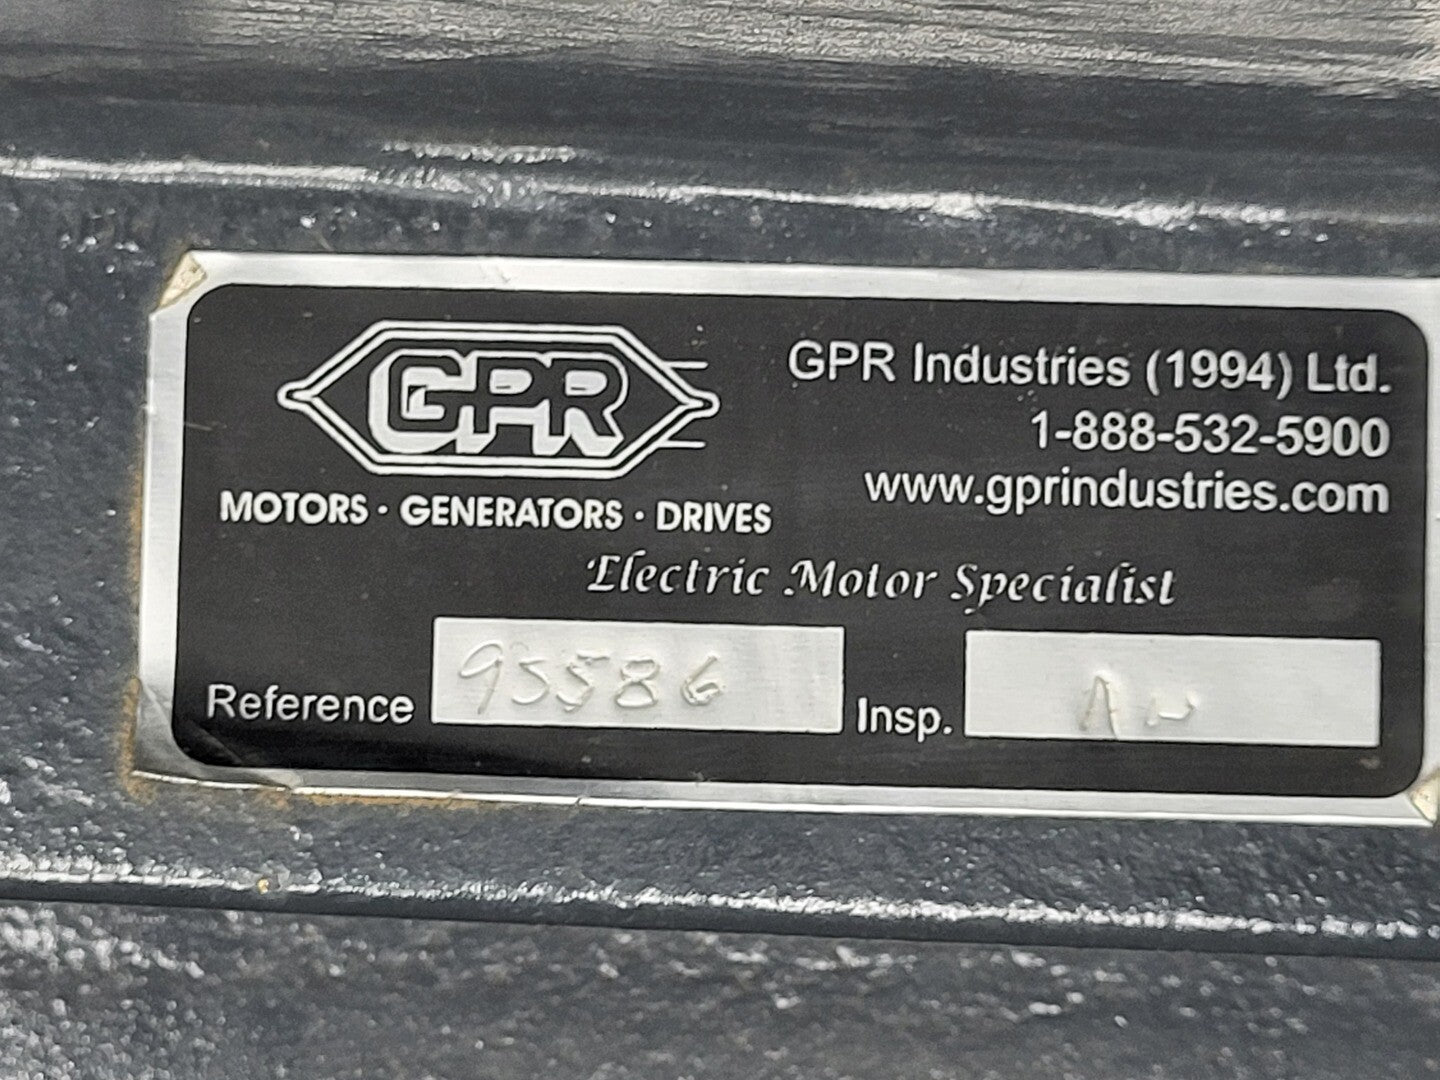 GPR
MOTORS · GENERATORS · DRIVES
GPR Industries (1994) Ltd.
1-888-532-5900
www.gprindustries.com
Electric Motor Specialist
Reference 95586 Insp.